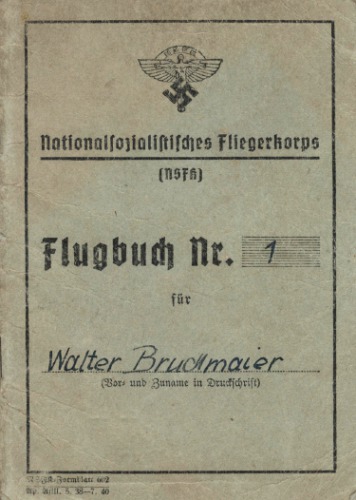 N.S.F.K.
Nationalsozialistisches Fliegerkorps
(NSFK)
Flugbuch Nr. 1
für
Walter Bruckmaier
(Vor- und Zuname in Druckschrift)